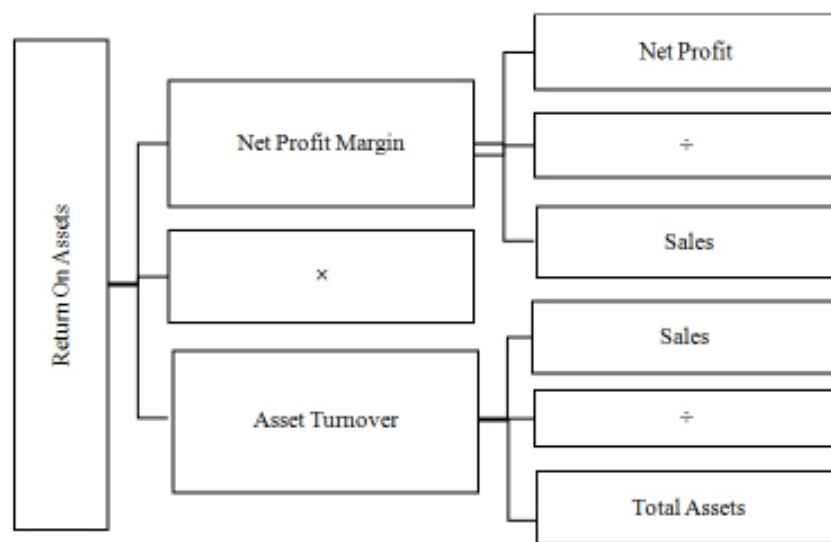 Return On Assets
Net Profit Margin
×
Asset Turnover
Net Profit
÷
Sales
Sales
÷
Total Assets